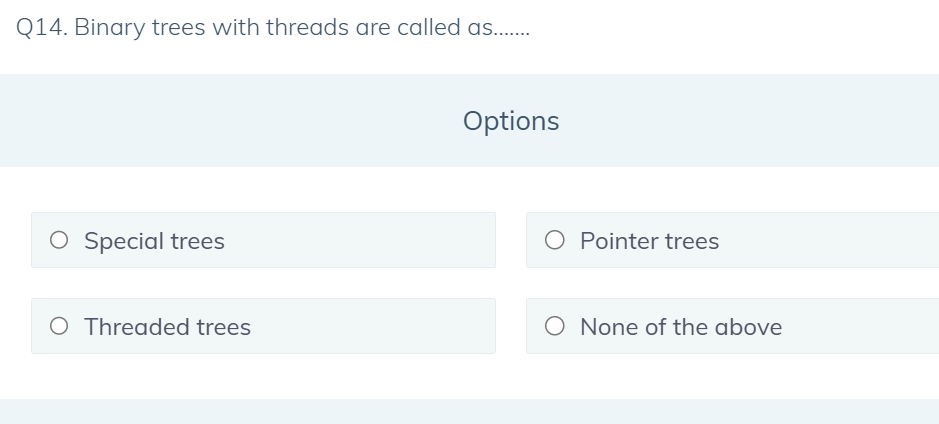 Q14. Binary trees with threads are called as.......
Options
Special trees
Pointer trees
Threaded trees
None of the above